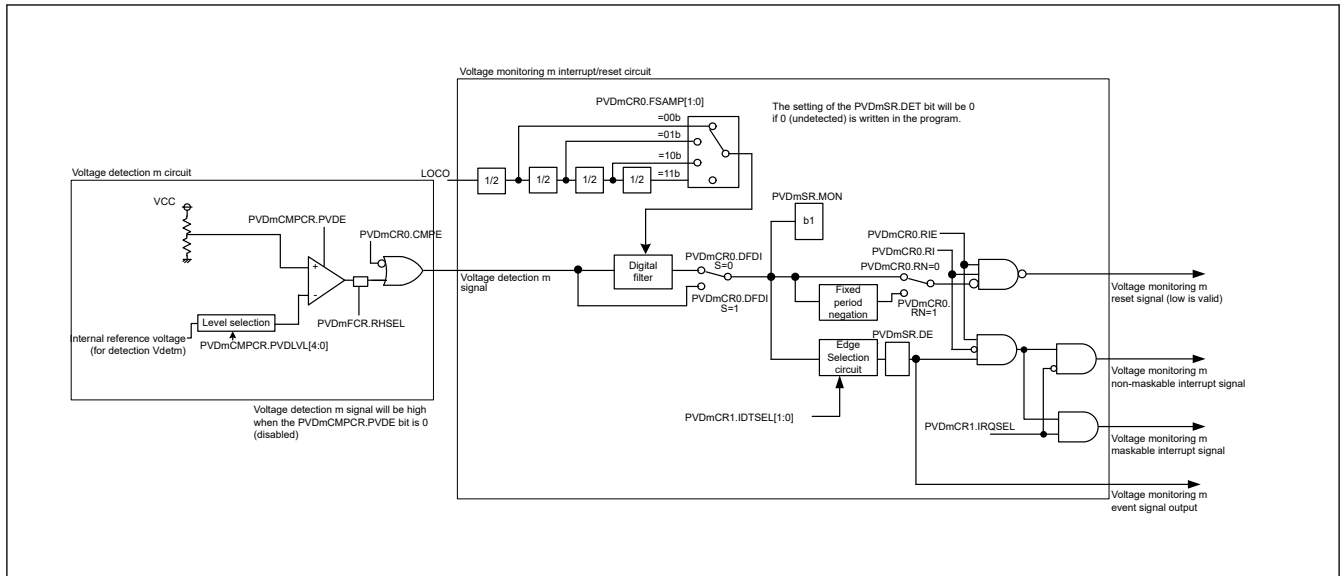 Voltage monitoring m interrupt/reset circuit
PVDmCR0.FSAMP[1:0]
=00b
=01b
=10b
=11b
The setting of the PVDmSR.DET bit will be 0
if 0 (undetected) is written in the program.
Voltage detection m circuit
LOCO
1/2
1/2
1/2
1/2
VCC
PVDmCMPCR.PVDE
PVDmCR0.CMPE
+
-
PVDmFCR.RHSEL
Level selection
Internal reference voltage
(for detection Vdetm)
PVDmCMPCR.PVDLVL[4:0]
Voltage detection m signal will be high
when the PVDmCMPCR.PVDE bit is 0
(disabled)
Voltage detection m
signal
Digital
filter
PVDmCR0.DFDI
S=0
PVDmCR0.DFDI
S=1
PVDmSR.MON
b1
PVDmCR0.RIE
PVDmCR0.RI
PVDmCR0.RN=0
Fixed
period
negation
PVDmCR0.
RN=1
Voltage monitoring m
reset signal (low is valid)
PVDmSR.DE
Edge
Selection
circuit
PVDmCR1.IDTSEL[1:0]
Voltage monitoring m
non-maskable interrupt signal
PVDmCR1.IRQSEL
Voltage monitoring m
maskable interrupt signal
Voltage monitoring m
event signal output